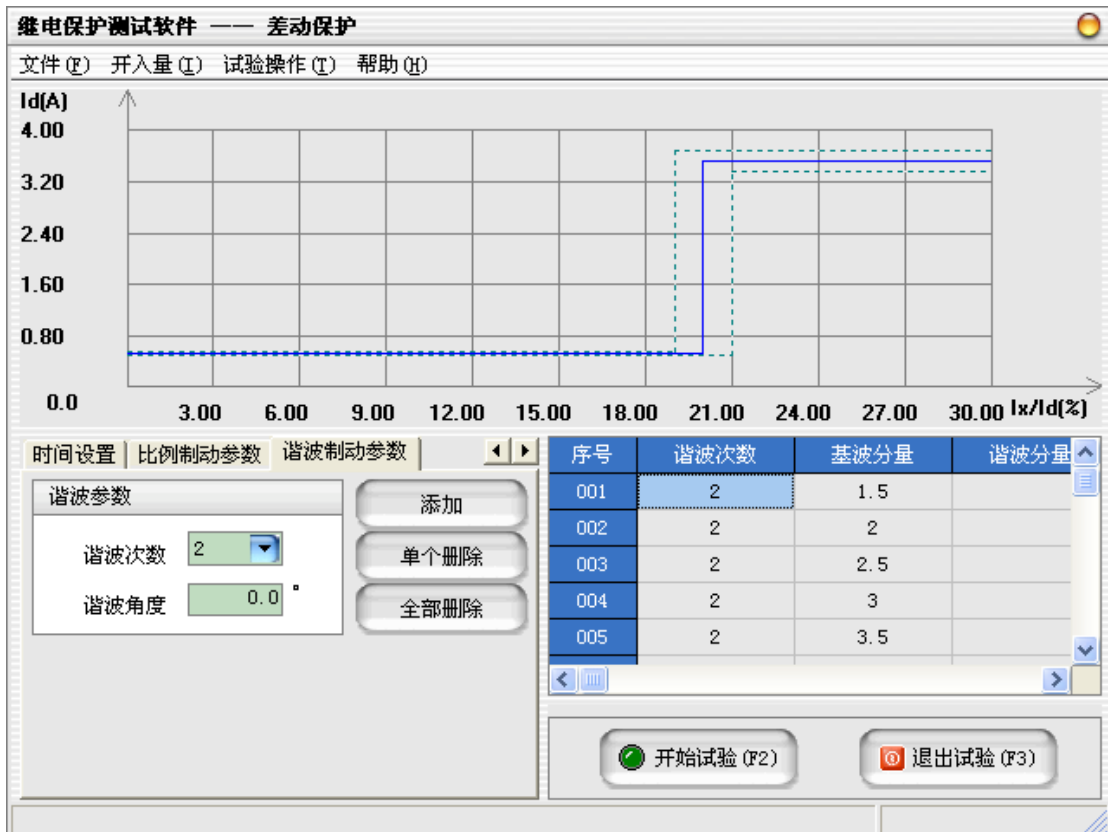 继电保护测试软件 —— 差动保护
文件(F) 开入量(I) 试验操作(T) 帮助(H)
Id(A)
4.00
3.20
2.40
1.60
0.80
0.0
3.00 6.00 9.00 12.00 15.00 18.00 21.00 24.00 27.00 30.00 Ix/Id(%)
时间设置 比例制动参数 谐波制动参数
谐波参数
谐波次数 2
谐波角度 0.0 °
添加
单个删除
全部删除
序号 谐波次数 基波分量 谐波分量
001 2 1.5
002 2 2
003 2 2.5
004 2 3
005 2 3.5
开始试验(F2) 退出试验(F3)